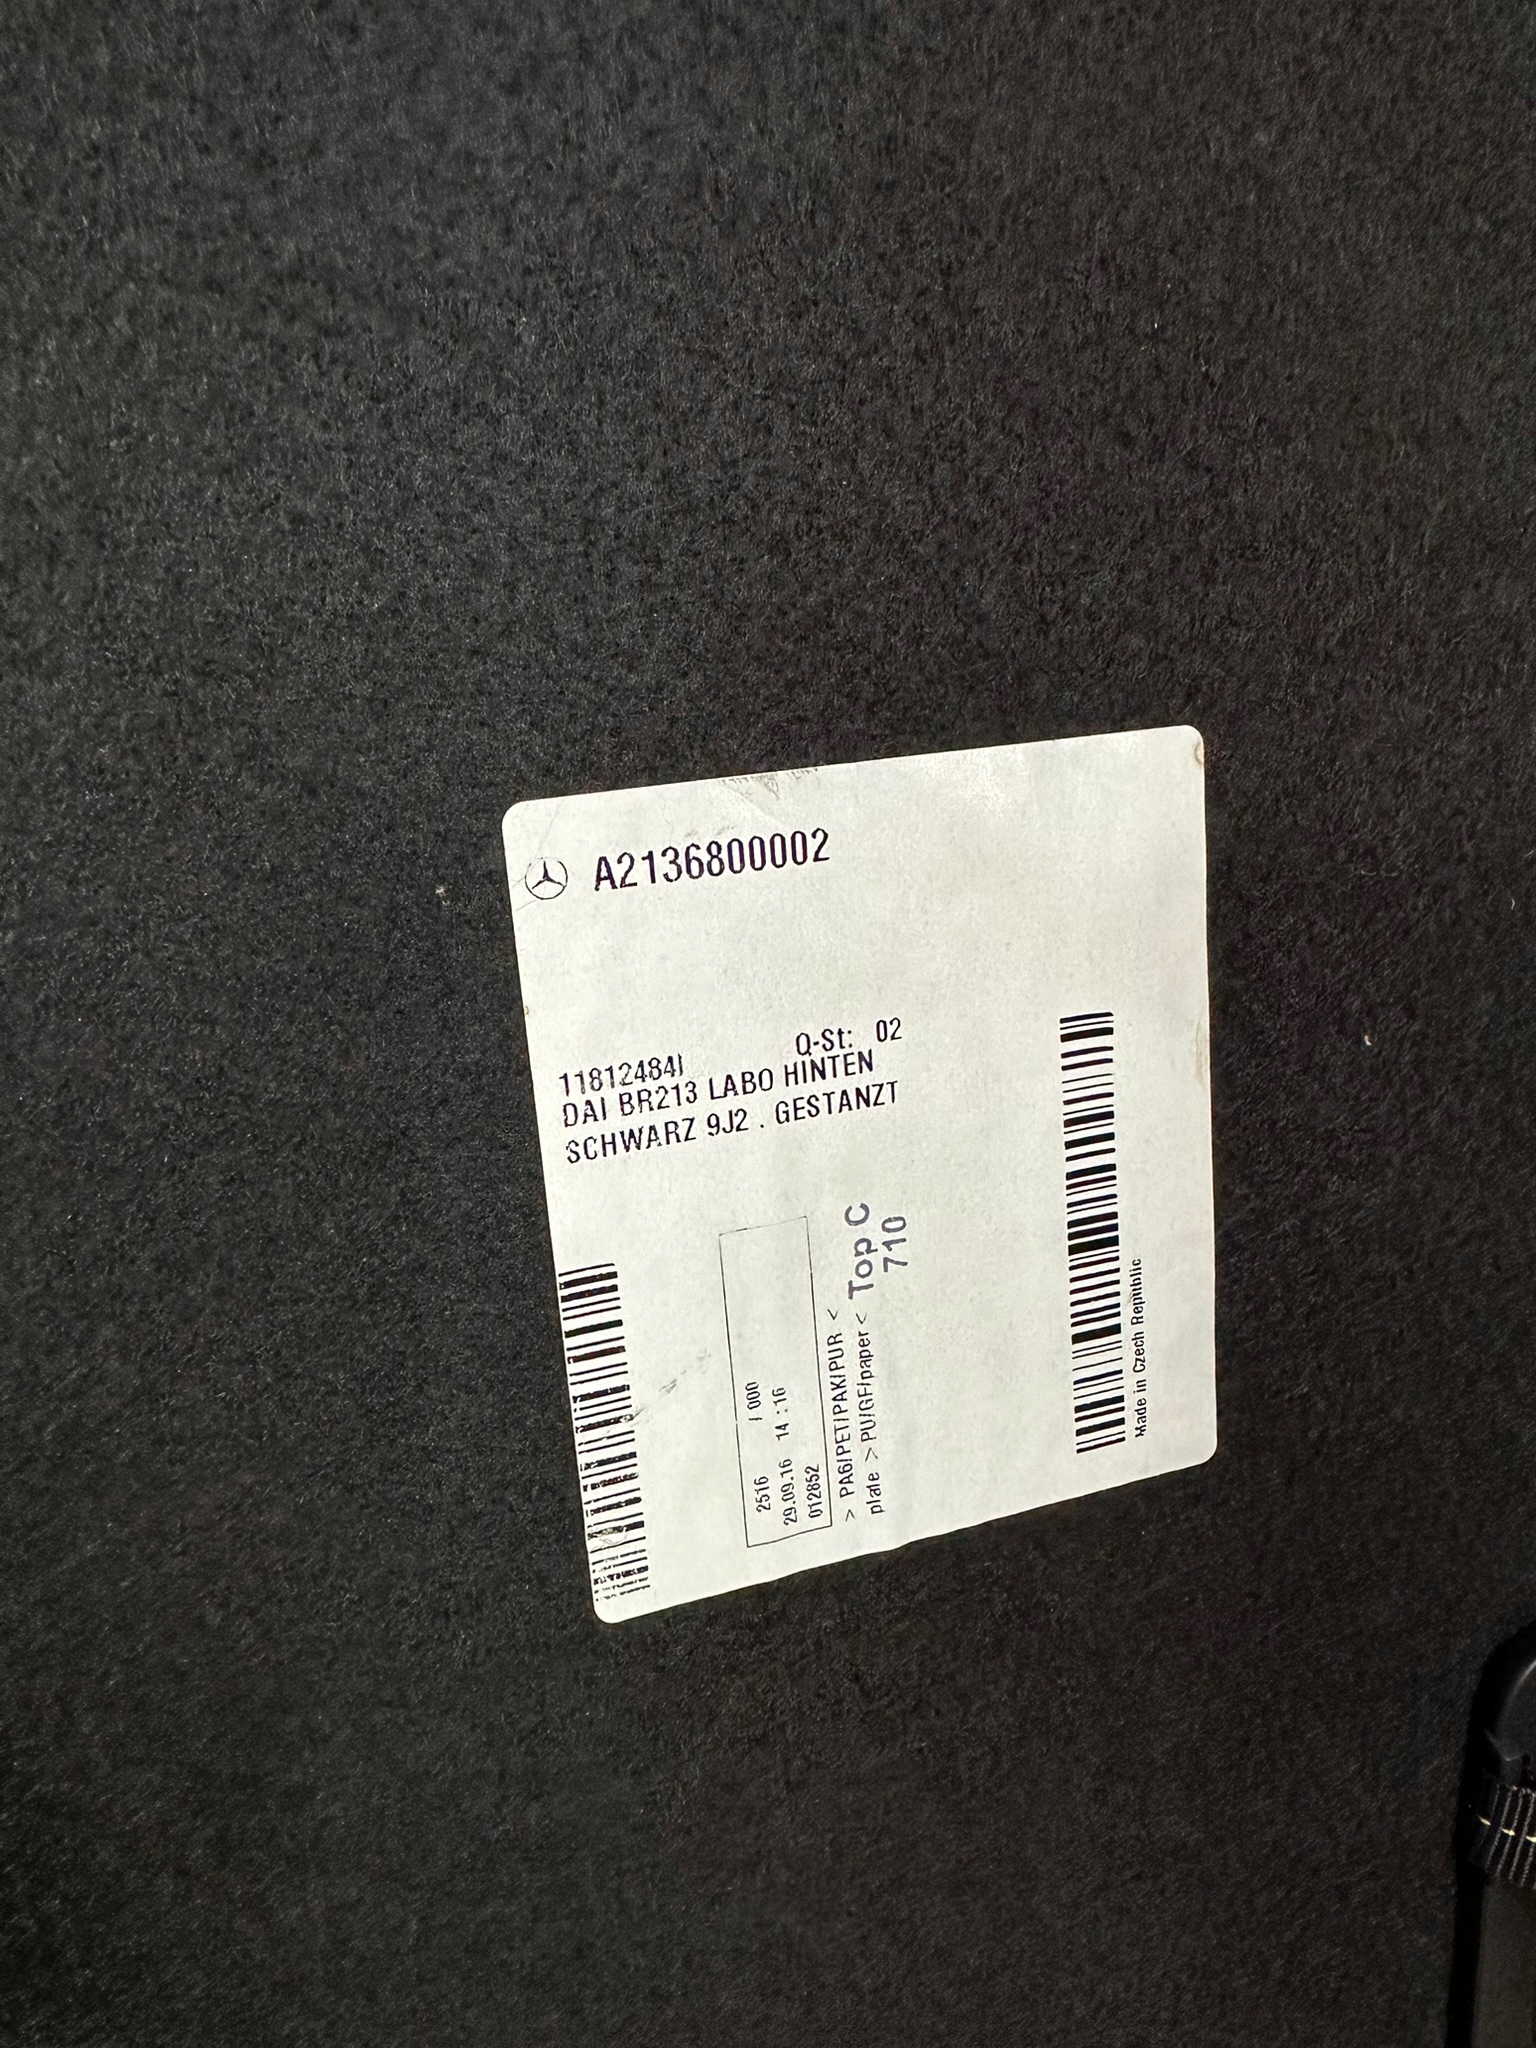 A2136800002
Q-St: 02
11812484I
DAI BR213 LABO HINTEN
SCHWARZ 9J2 . GESTANZT
2516 / 000
29.09.16 14 :16
012852
> PA6/PET/PAK/PUR <
plate > PU/GF/paper <
Top C
710
Made in Czech Republic